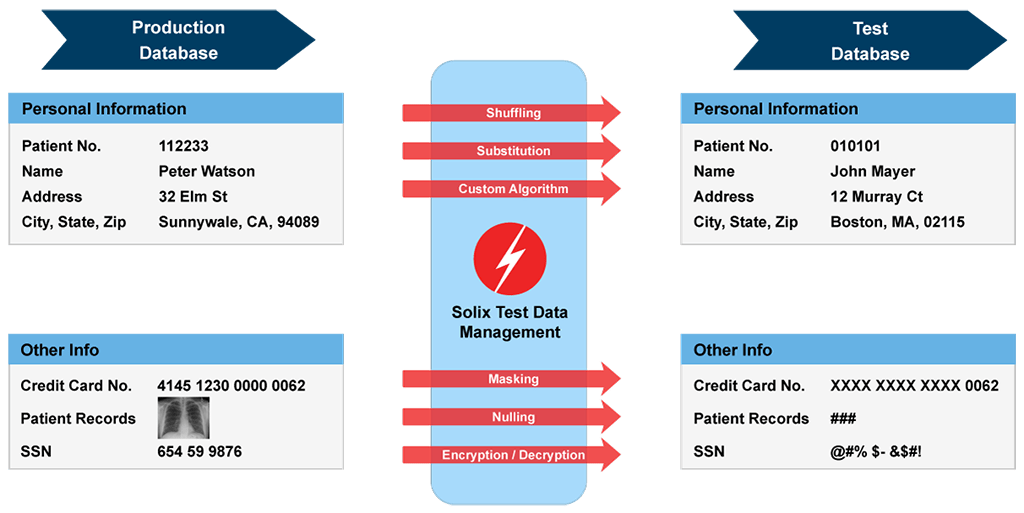 Production
Database
Test
Database
Personal Information
Patient No. 112233
Name Peter Watson
Address 32 Elm St
City, State, Zip Sunnywale, CA, 94089
Shuffling
Substitution
Custom Algorithm
Solix Test Data
Management
Masking
Nulling
Encryption / Decryption
Personal Information
Patient No. 010101
Name John Mayer
Address 12 Murray Ct
City, State, Zip Boston, MA, 02115
Other Info
Credit Card No. 4145 1230 0000 0062
Patient Records
SSN 654 59 9876
Other Info
Credit Card No. XXXX XXXX XXXX 0062
Patient Records ###
SSN @#% $- &$#!